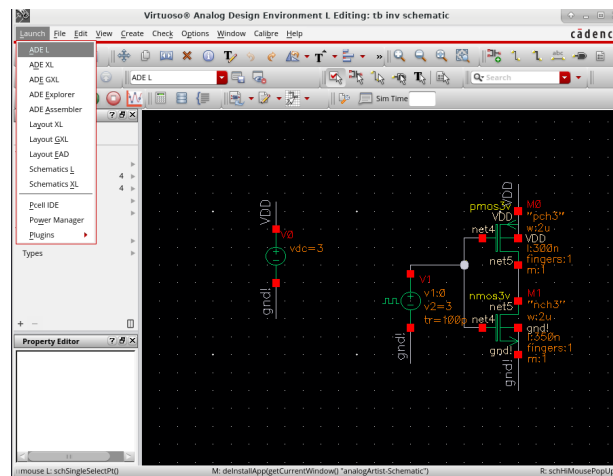 Virtuoso® Analog Design Environment L Editing: tb inv schematic
Launch File Edit View Create Check Options Window Calibre Help
cādence
ADE L
ADE XL
ADE GXL
ADE Explorer
ADE Assembler
Layout XL
Layout GXL
Layout EAD
Schematics L
Schematics XL
Pcell IDE
Power Manager
Plugins
ADE L
Search
Sim Time
4
4
Types
Property Editor
VDD
V0
vdc=3
gnd!
V1
v1:0
v2=3
tr=100p
gnd!
VDD
pmos3v
M0
VDD
"pch3"
w:2u
net4
VDD
l:300n
net5
fingers:1
m:1
nmos3v
M1
net5
"nch3"
net4
w:2u
gnd!
l:350n
gnd!
fingers:1
m:1
gnd!
mouse L: schSingleSelectPt()
M: deInstallApp(getCurrentWindow() "analogArtist-Schematic")
R: schHiMousePopUp